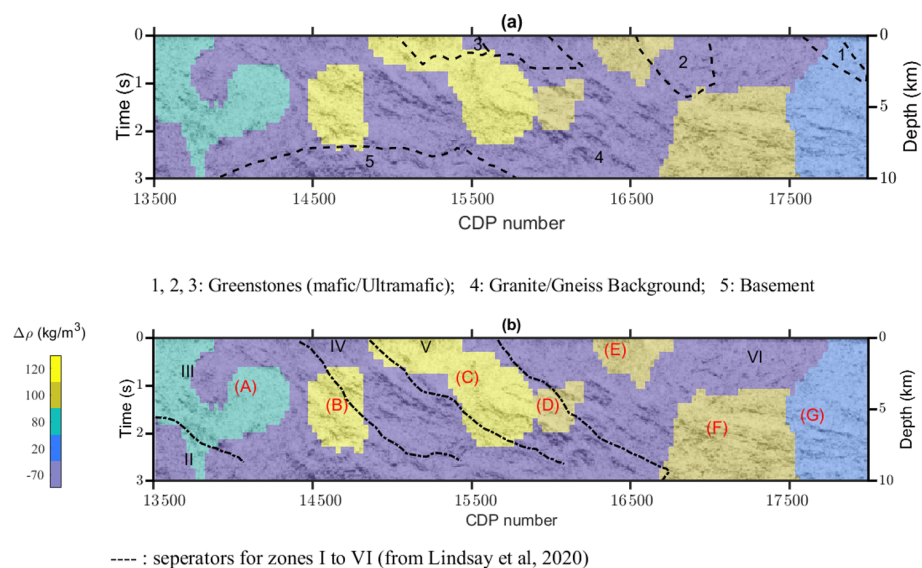 (a)
0
1
2
3
Time (s)
3
2
1
4
5
0
5
10
Depth (km)
13500 14500 15500 16500 17500
CDP number
1, 2, 3: Greenstones (mafic/Ultramafic); 4: Granite/Gneiss Background; 5: Basement
Δρ (kg/m3)
120
100
80
20
-70
(b)
0
1
2
3
Time (s)
III
IV
V
VI
II
(A)
(B)
(C)
(D)
(E)
(F)
(G)
0
5
10
Depth (km)
13500 14500 15500 16500 17500
CDP number
---- : seperators for zones I to VI (from Lindsay et al, 2020)